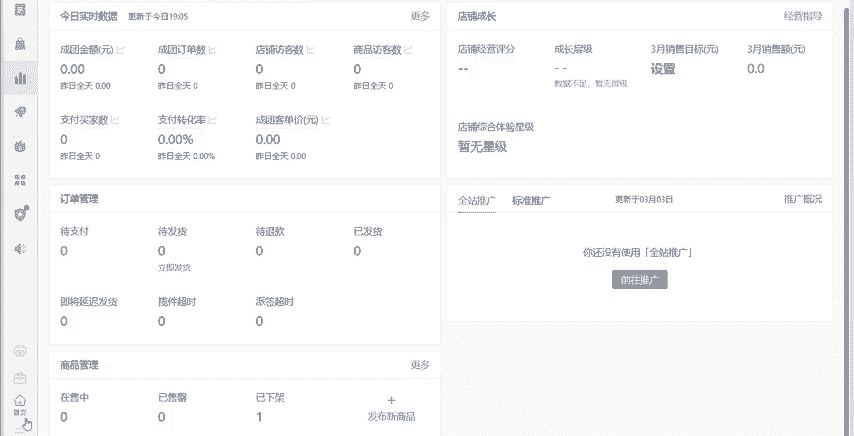 今日实时数据 更新于今日19:05 更多
成团金额(元) 成团订单数 店铺访客数 商品访客数
0.00 0 0 0
昨日全天 0.00 昨日全天 0 昨日全天 0 昨日全天 0
支付买家数 支付转化率 成团客单价(元)
0 0.00% 0.00
昨日全天 0 昨日全天 0.00% 昨日全天 0.00
店铺成长 经营指导
店铺经营评分 成长层级 3月销售目标(元) 3月销售额(元)
-- -- 设置 0.0
数据不足，暂无层级
店铺综合体验星级
暂无星级
订单管理
待支付 待发货 待退款 已发货
0 0 0 0
立即发货
即将延迟发货 揽件超时 派签超时
0 0 0
全站推广 标准推广 更新于03月03日 推广概况
你还没有使用「全站推广」
前往推广
商品管理 更多
在售中 已售罄 已下架 +
0 0 1 发布新商品
首页